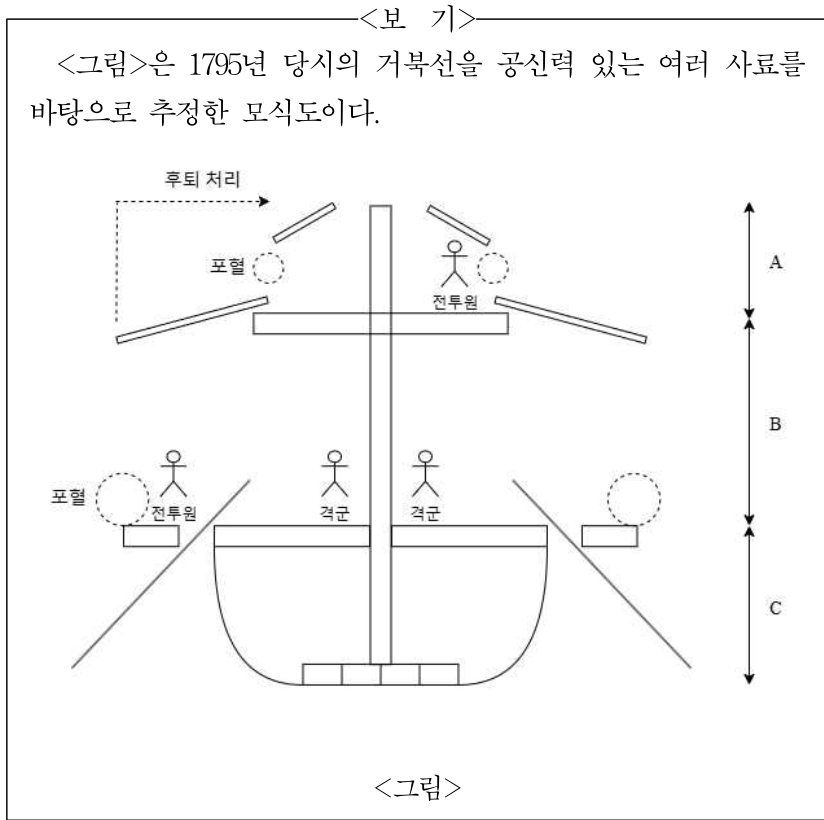 <보 기>
<그림>은 1795년 당시의 거북선을 공신력 있는 여러 사료를
바탕으로 추정한 모식도이다.
후퇴 처리
포혈
전투원
A
B
포혈
전투원
격군
격군
C
<그림>